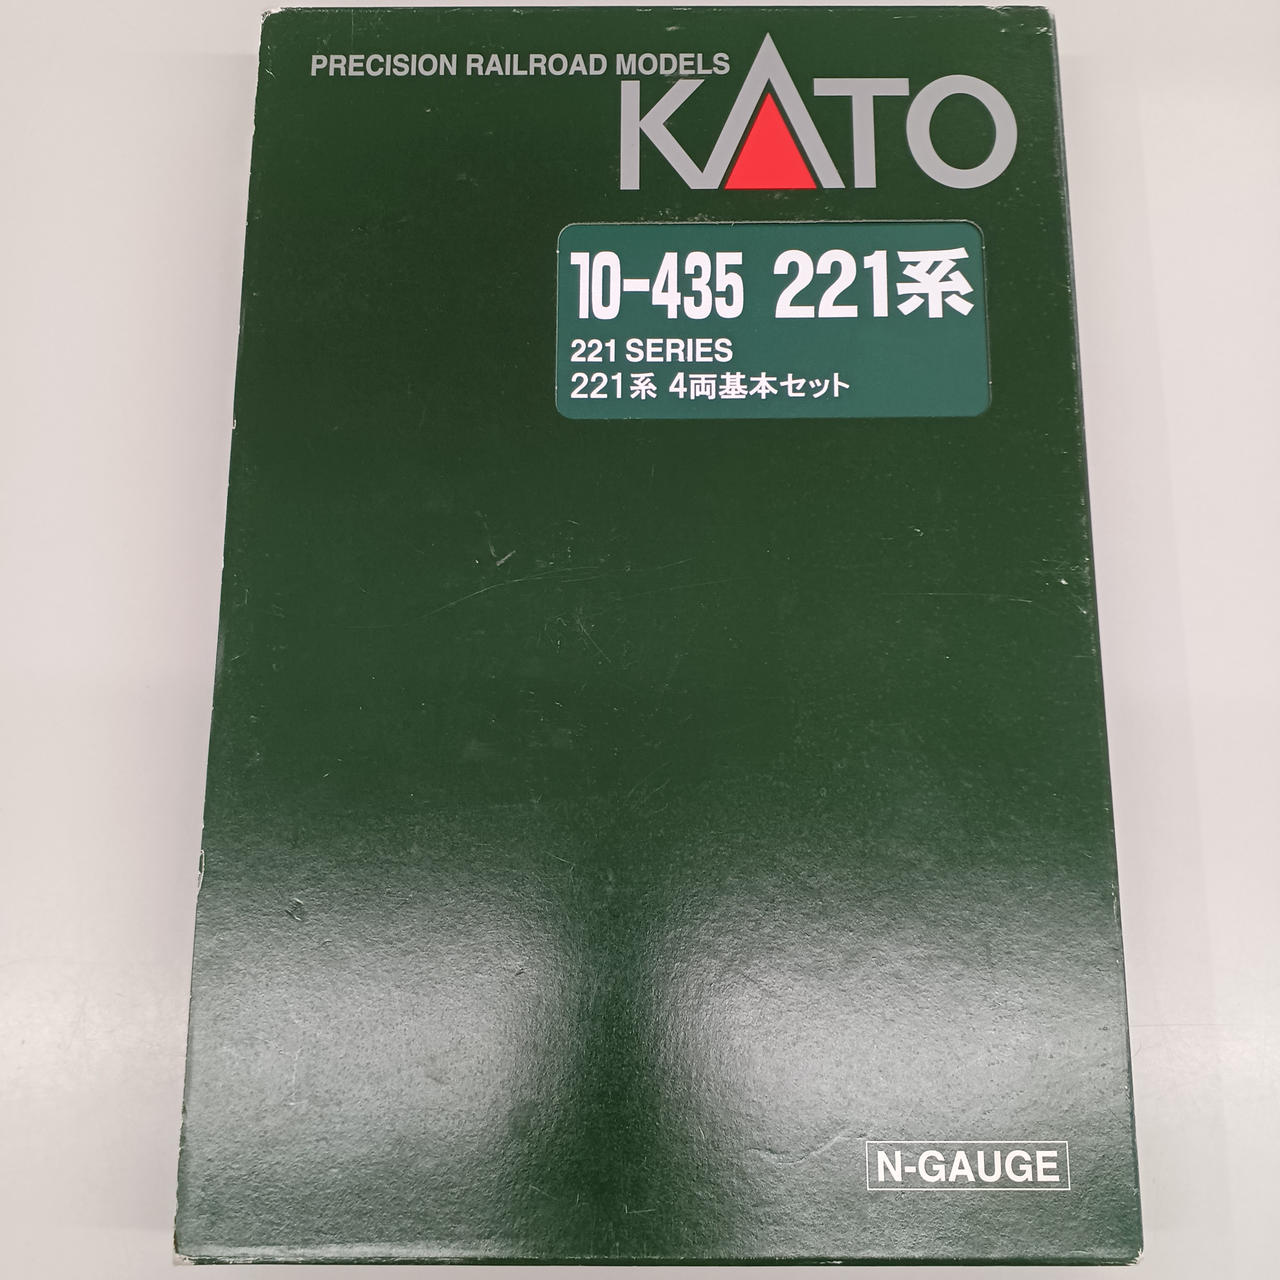 PRECISION RAILROAD MODELS
KATO
10-435 221系
221 SERIES
221系 4両基本セット
N-GAUGE